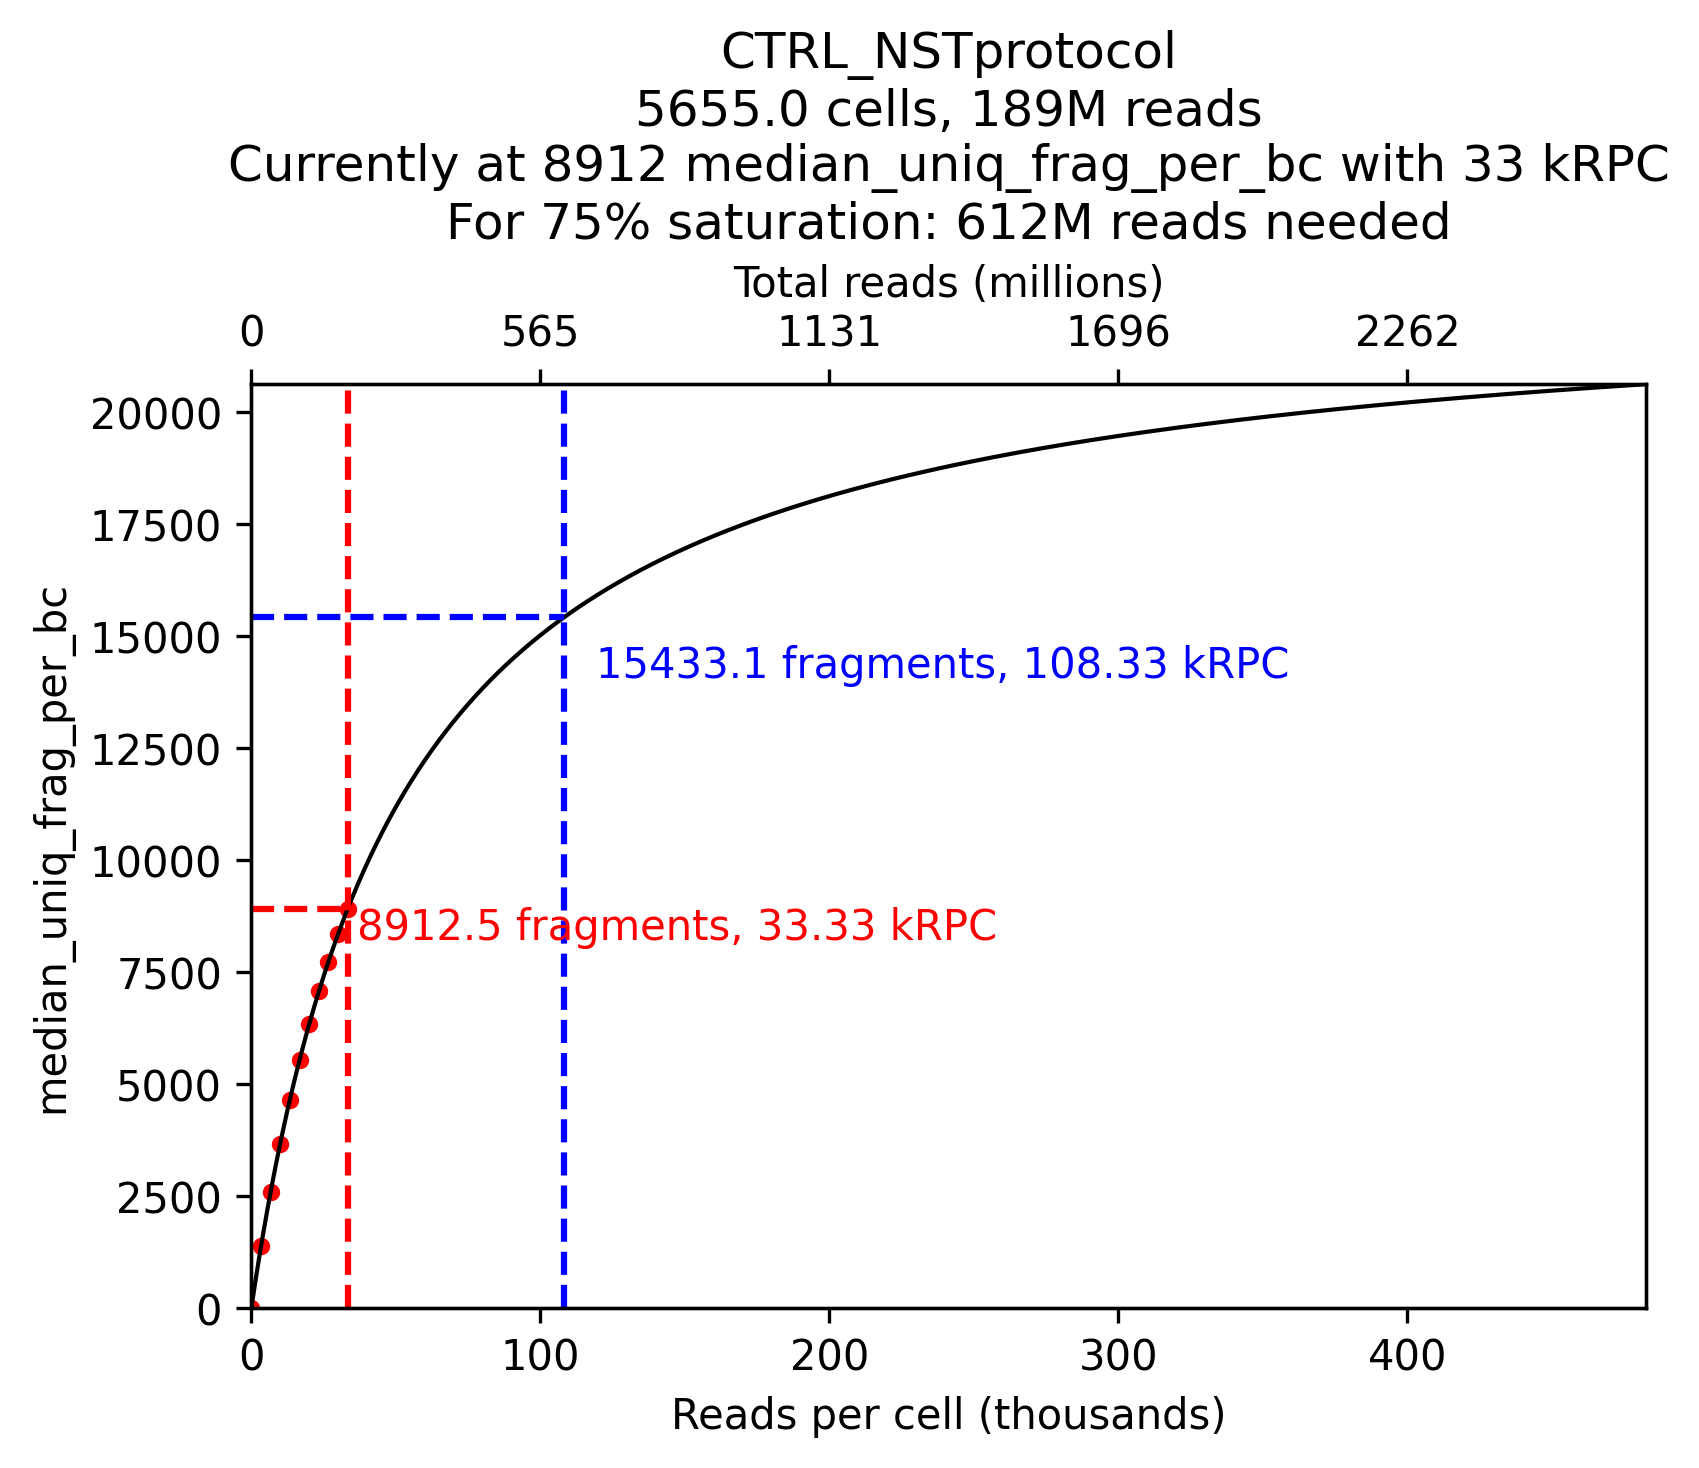 CTRL_NSTprotocol
5655.0 cells, 189M reads
Currently at 8912 median_uniq_frag_per_bc with 33 kRPC
For 75% saturation: 612M reads needed
Total reads (millions)
0 565 1131 1696 2262
20000
17500
15000
12500
10000
7500
5000
2500
0
median_uniq_frag_per_bc
15433.1 fragments, 108.33 kRPC
8912.5 fragments, 33.33 kRPC
0 100 200 300 400
Reads per cell (thousands)